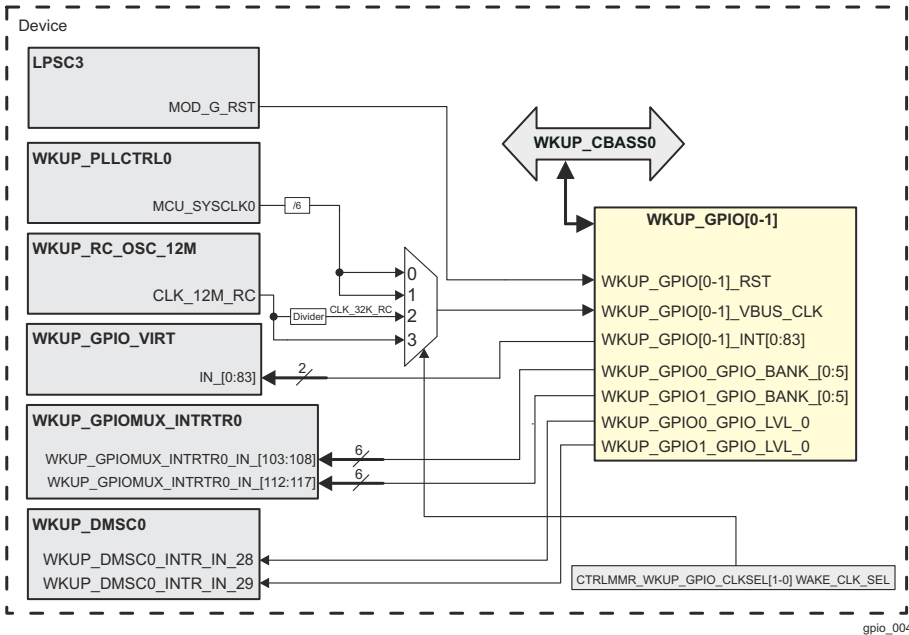 Device
LPSC3
MOD_G_RST
WKUP_PLLCTRL0
MCU_SYSCLK0
/6
WKUP_RC_OSC_12M
CLK_12M_RC
Divider
CLK_32K_RC
0
1
2
3
WKUP_GPIO_VIRT
IN_[0:83]
2
WKUP_GPIOMUX_INTRTR0
WKUP_GPIOMUX_INTRTR0_IN_[103:108]
6
WKUP_GPIOMUX_INTRTR0_IN_[112:117]
6
WKUP_DMSC0
WKUP_DMSC0_INTR_IN_28
WKUP_DMSC0_INTR_IN_29
WKUP_CBASS0
WKUP_GPIO[0-1]
WKUP_GPIO[0-1]_RST
WKUP_GPIO[0-1]_VBUS_CLK
WKUP_GPIO[0-1]_INT[0:83]
WKUP_GPIO0_GPIO_BANK_[0:5]
WKUP_GPIO1_GPIO_BANK_[0:5]
WKUP_GPIO0_GPIO_LVL_0
WKUP_GPIO1_GPIO_LVL_0
CTRLMMR_WKUP_GPIO_CLKSEL[1-0] WAKE_CLK_SEL